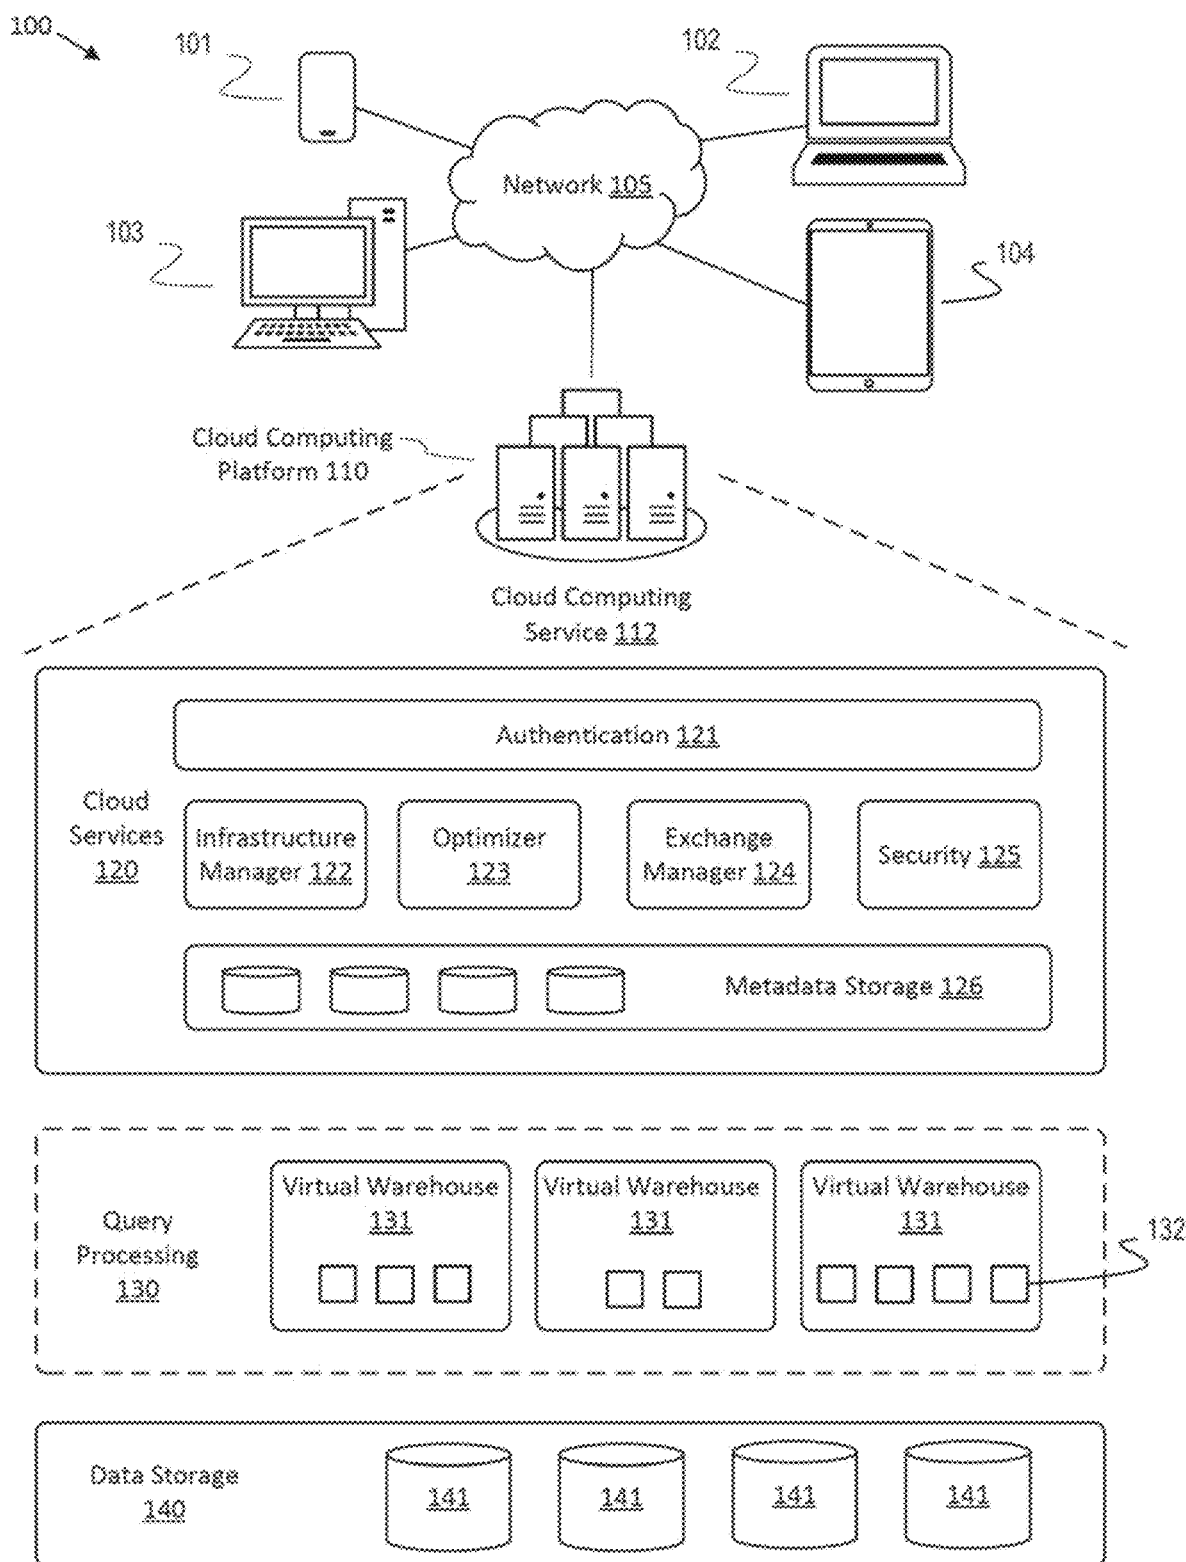 100
101
102
Network 105
103
104
Cloud Computing
Platform 110
Cloud Computing
Service 112
Authentication 121
Cloud
Services
120
Infrastructure
Manager 122
Optimizer
123
Exchange
Manager 124
Security 125
Metadata Storage 126
Virtual Warehouse
131
Virtual Warehouse
131
Virtual Warehouse
131
132
Query
Processing
130
Data Storage
140
141
141
141
141